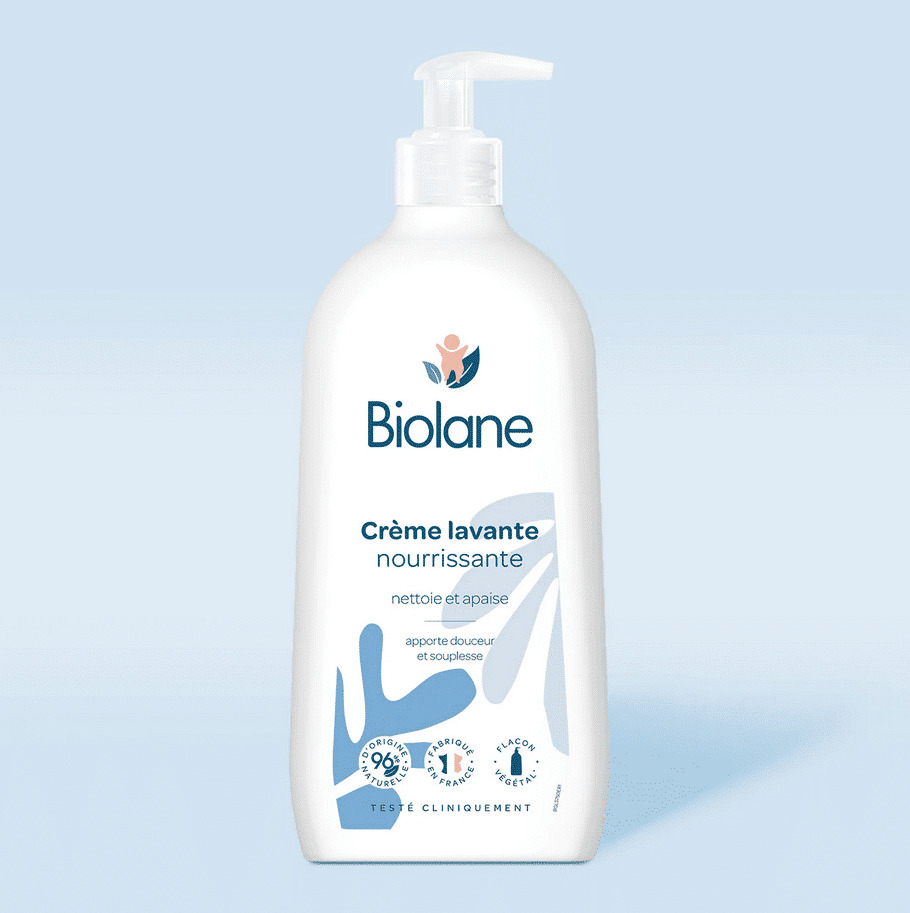 Biolane
Crème lavante
nourrissante
nettoie et apaise
apporte douceur
et souplesse
D'ORIGINE
96%
NATURELLE
FABRIQUÉ
EN FRANCE
FLACON
VÉGÉTAL
TESTÉ CLINIQUEMENT